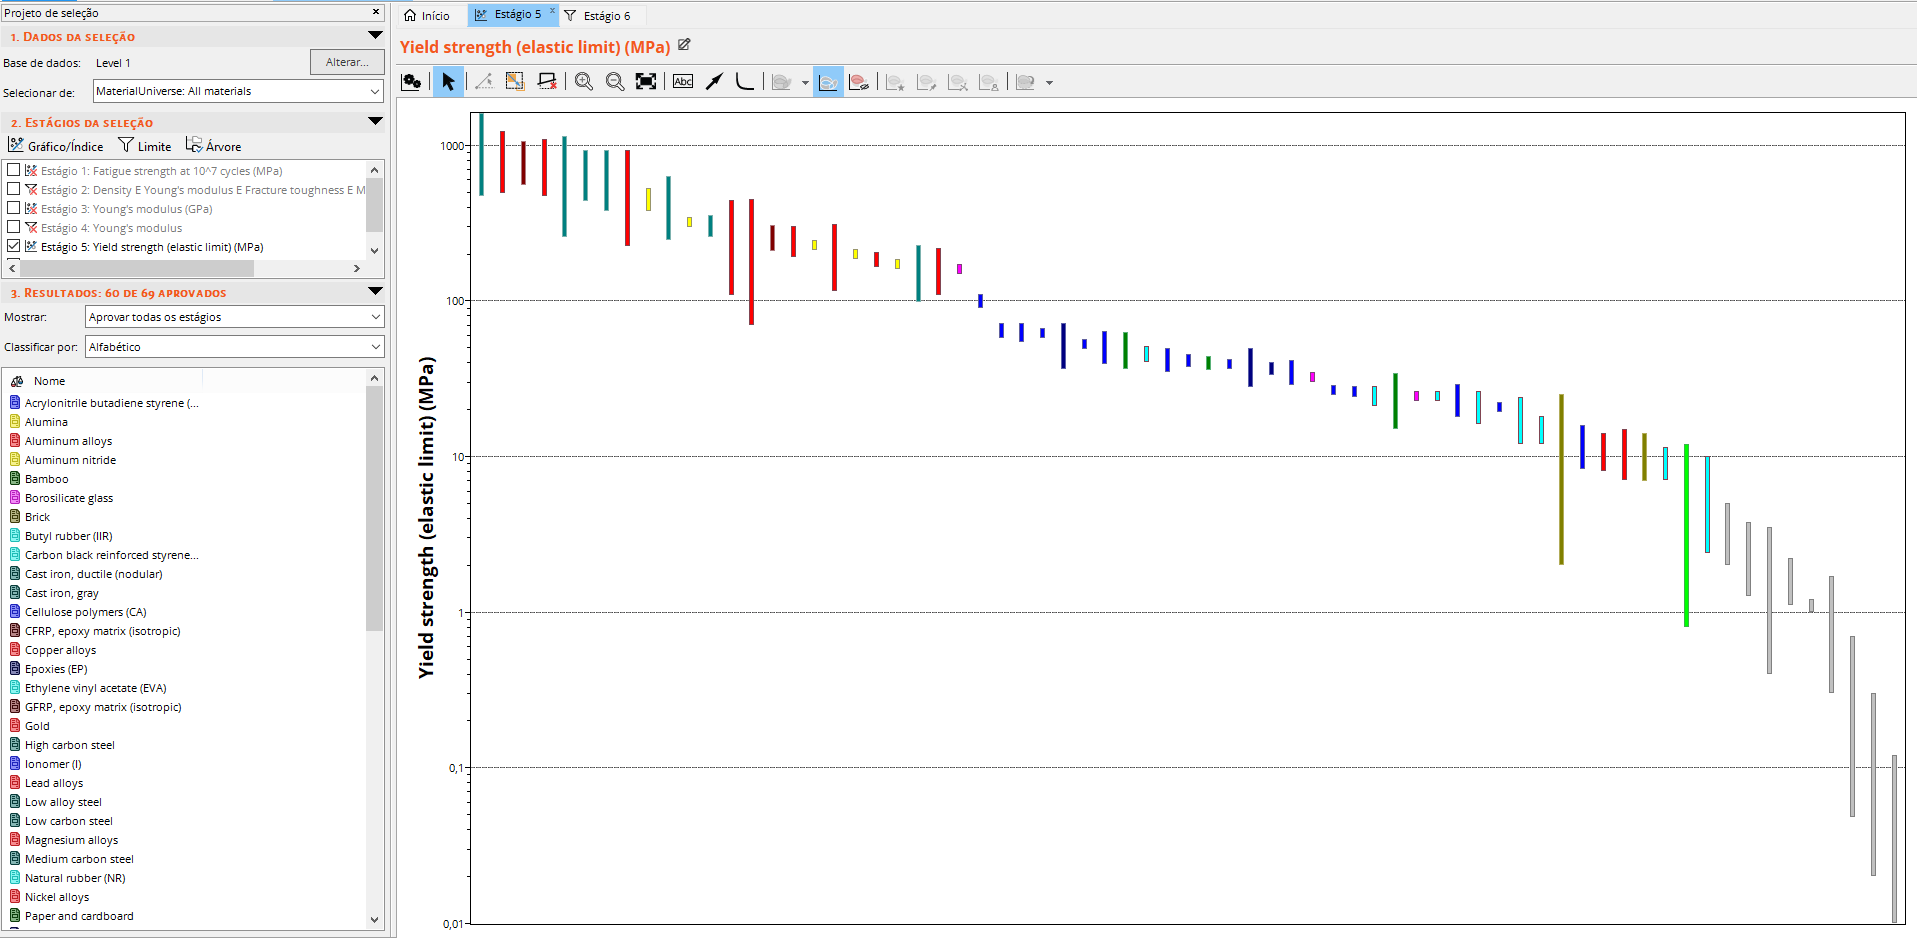 Projeto de seleção
1. Dados da seleção
Base de dados: Level 1 Alterar...
Selecionar de: MaterialUniverse: All materials
2. Estágios da seleção
Gráfico/Índice Limite Árvore
Estágio 1: Fatigue strength at 10^7 cycles (MPa)
Estágio 2: Density E Young's modulus E Fracture toughness E M
Estágio 3: Young's modulus (GPa)
Estágio 4: Young's modulus
Estágio 5: Yield strength (elastic limit) (MPa)
3. Resultados: 60 de 69 aprovados
Mostrar: Aprovar todas os estágios
Classificar por: Alfabético
Nome
Acrylonitrile butadiene styrene (...
Alumina
Aluminum alloys
Aluminum nitride
Bamboo
Borosilicate glass
Brick
Butyl rubber (IIR)
Carbon black reinforced styrene...
Cast iron, ductile (nodular)
Cast iron, gray
Cellulose polymers (CA)
CFRP, epoxy matrix (isotropic)
Copper alloys
Epoxies (EP)
Ethylene vinyl acetate (EVA)
GFRP, epoxy matrix (isotropic)
Gold
High carbon steel
Ionomer (I)
Lead alloys
Low alloy steel
Low carbon steel
Magnesium alloys
Medium carbon steel
Natural rubber (NR)
Nickel alloys
Paper and cardboard
Início Estágio 5 Estágio 6
Yield strength (elastic limit) (MPa)
Abc
Yield strength (elastic limit) (MPa)
1000
100
10
1
0,1
0,01